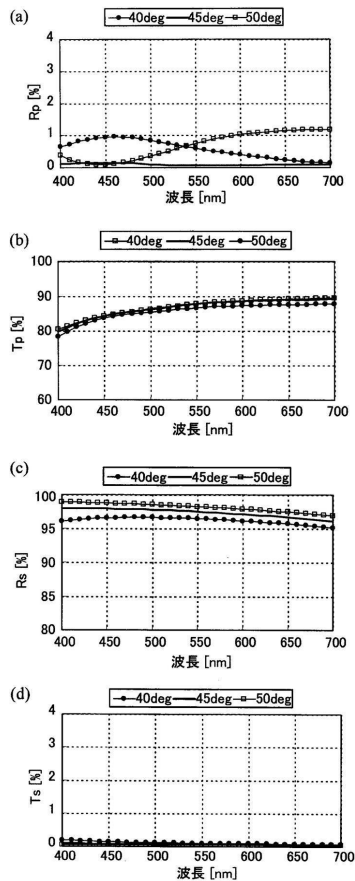 (a)
40deg 45deg 50deg
4
3
2
1
0
Rp [%]
400 450 500 550 600 650 700
波長 [nm]
(b)
40deg 45deg 50deg
100
90
80
70
60
Tp [%]
400 450 500 550 600 650 700
波長 [nm]
(c)
40deg 45deg 50deg
100
95
90
85
80
Rs [%]
400 450 500 550 600 650 700
波長 [nm]
(d)
40deg 45deg 50deg
4
3
2
1
0
Ts [%]
400 450 500 550 600 650 700
波長 [nm]